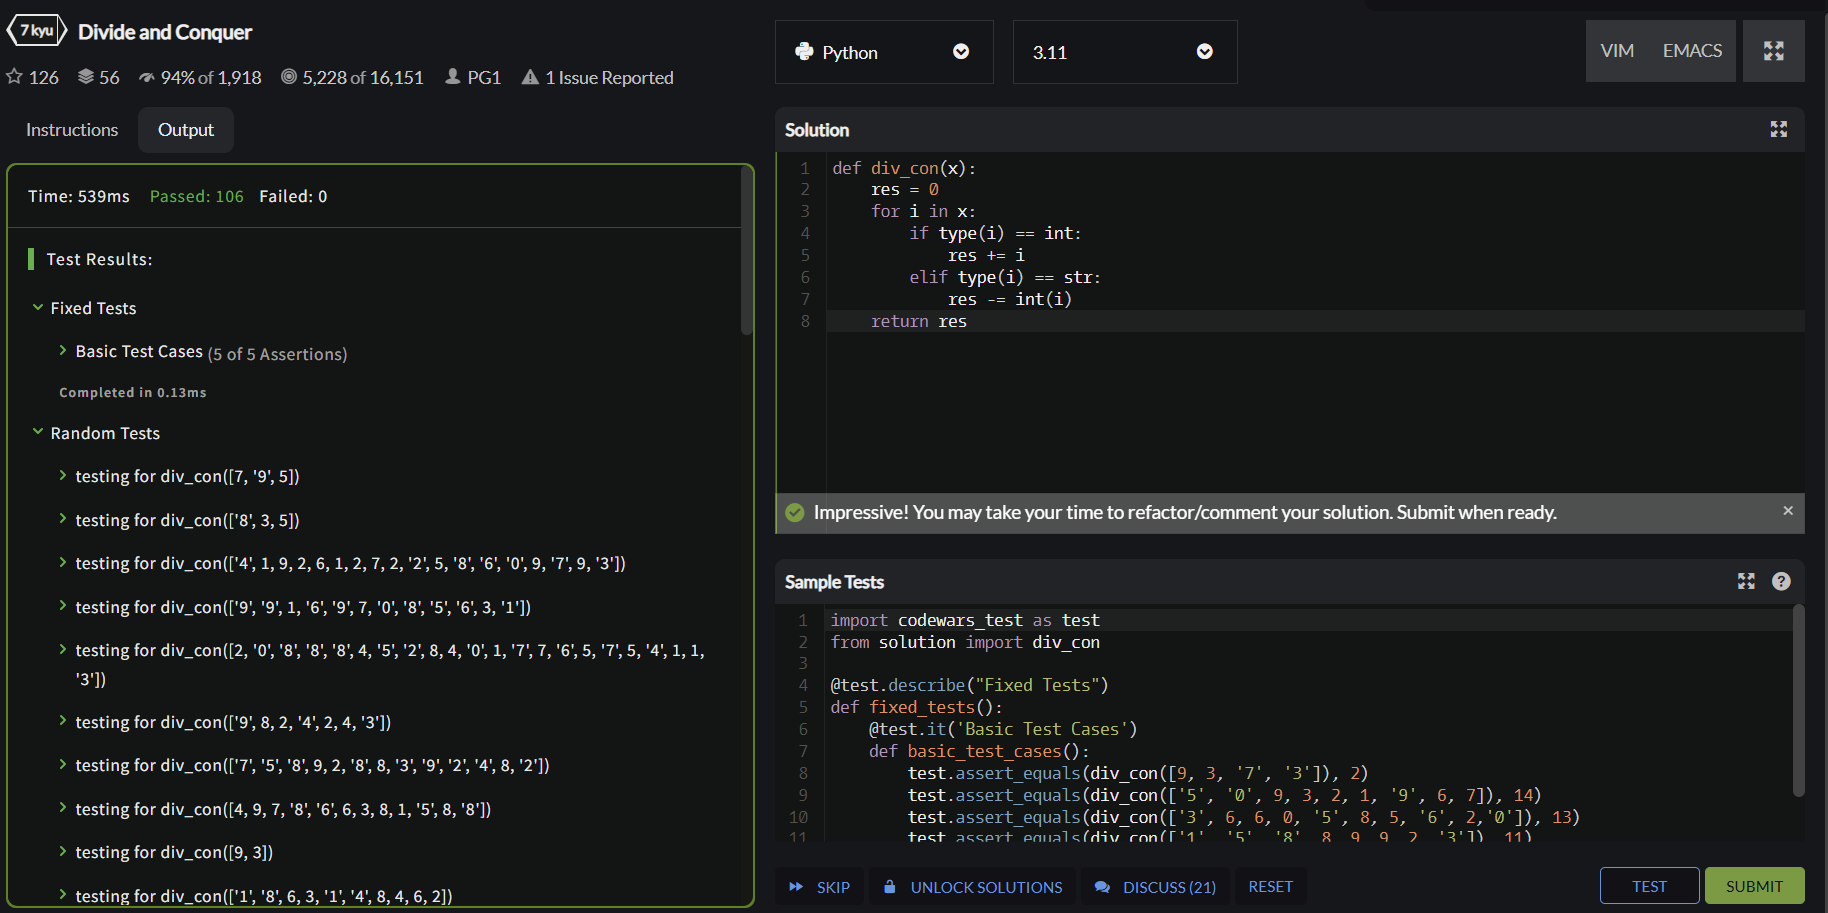 7 kyu Divide and Conquer
126 56 94% of 1,918 5,228 of 16,151 PG1 1 Issue Reported
Instructions Output
Time: 539ms Passed: 106 Failed: 0
Test Results:
Fixed Tests
Basic Test Cases (5 of 5 Assertions)
Completed in 0.13ms
Random Tests
testing for div_con([7, '9', 5])
testing for div_con(['8', 3, 5])
testing for div_con(['4', 1, 9, 2, 6, 1, 2, 7, 2, '2', 5, '8', '6', '0', 9, '7', 9, '3'])
testing for div_con(['9', '9', 1, '6', '9', 7, '0', '8', '5', '6', 3, '1'])
testing for div_con([2, '0', '8', '8', '8', 4, '5', '2', 8, 4, '0', 1, '7', 7, '6', 5, '7', 5, '4', 1, 1,
'3'])
testing for div_con(['9', 8, 2, '4', 2, 4, '3'])
testing for div_con(['7', '5', '8', 9, 2, '8', 8, '3', '9', '2', '4', 8, '2'])
testing for div_con([4, 9, 7, '8', '6', 6, 3, 8, 1, '5', 8, '8'])
testing for div_con([9, 3])
testing for div_con(['1', '8', 6, 3, '1', '4', 8, 4, 6, 2])
Python 3.11 VIM EMACS
Solution
1 def div_con(x):
2 res = 0
3 for i in x:
4 if type(i) == int:
5 res += i
6 elif type(i) == str:
7 res -= int(i)
8 return res
Impressive! You may take your time to refactor/comment your solution. Submit when ready.
Sample Tests
1 import codewars_test as test
2 from solution import div_con
3
4 @test.describe("Fixed Tests")
5 def fixed_tests():
6 @test.it('Basic Test Cases')
7 def basic_test_cases():
8 test.assert_equals(div_con([9, 3, '7', '3']), 2)
9 test.assert_equals(div_con(['5', '0', 9, 3, 2, 1, '9', 6, 7]), 14)
10 test.assert_equals(div_con(['3', 6, 6, 0, '5', 8, 5, '6', 2,'0']), 13)
11 test.assert_equals(div_con(['1', '5', '8', 8, 9, 9, 2, '3']), 11)
SKIP UNLOCK SOLUTIONS DISCUSS (21) RESET TEST SUBMIT